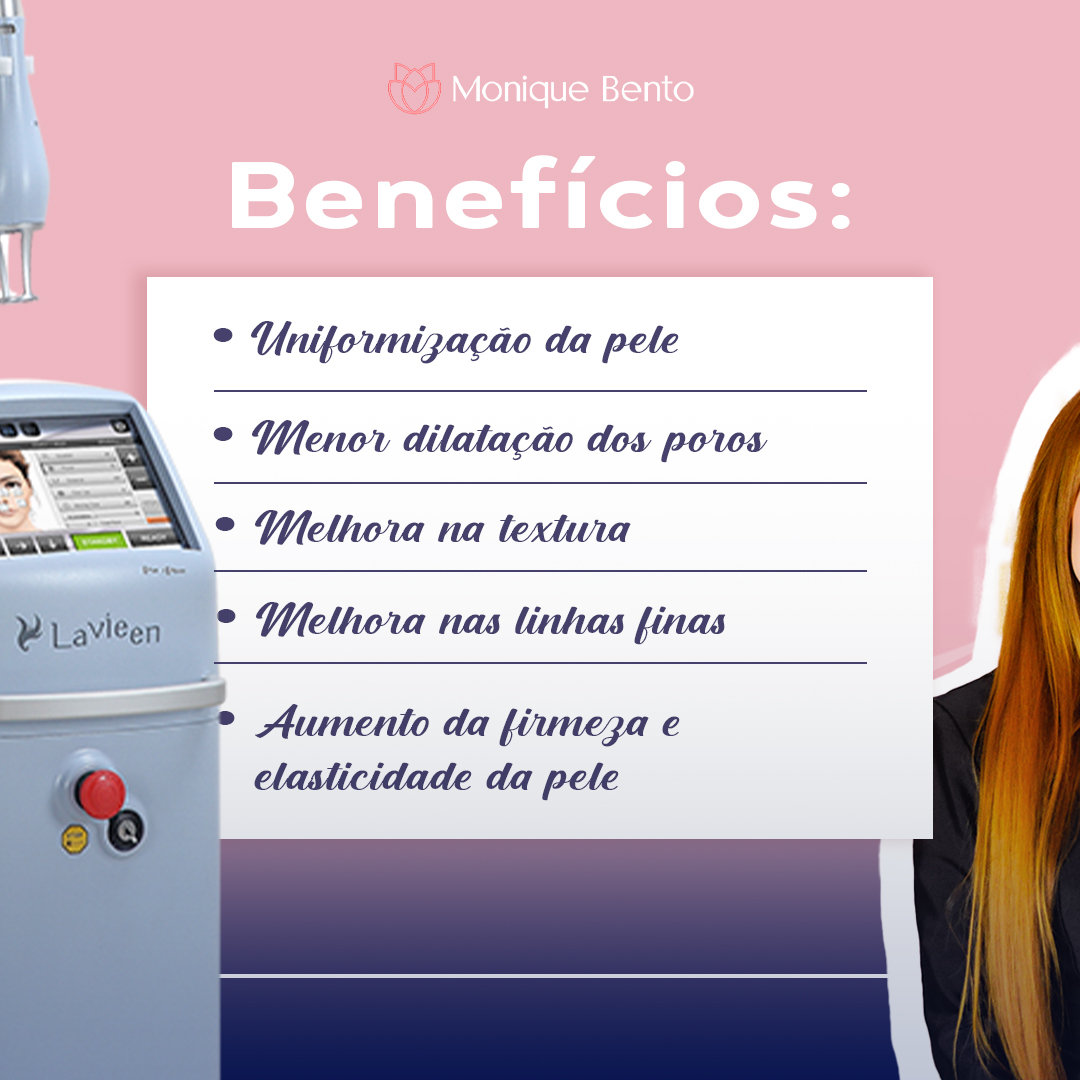 Monique Bento
Benefícios:
• Uniformização da pele
• Menor dilatação dos poros
• Melhora na textura
• Melhora nas linhas finas
• Aumento da firmeza e
elasticidade da pele
STANDBY
READY
Lavieen